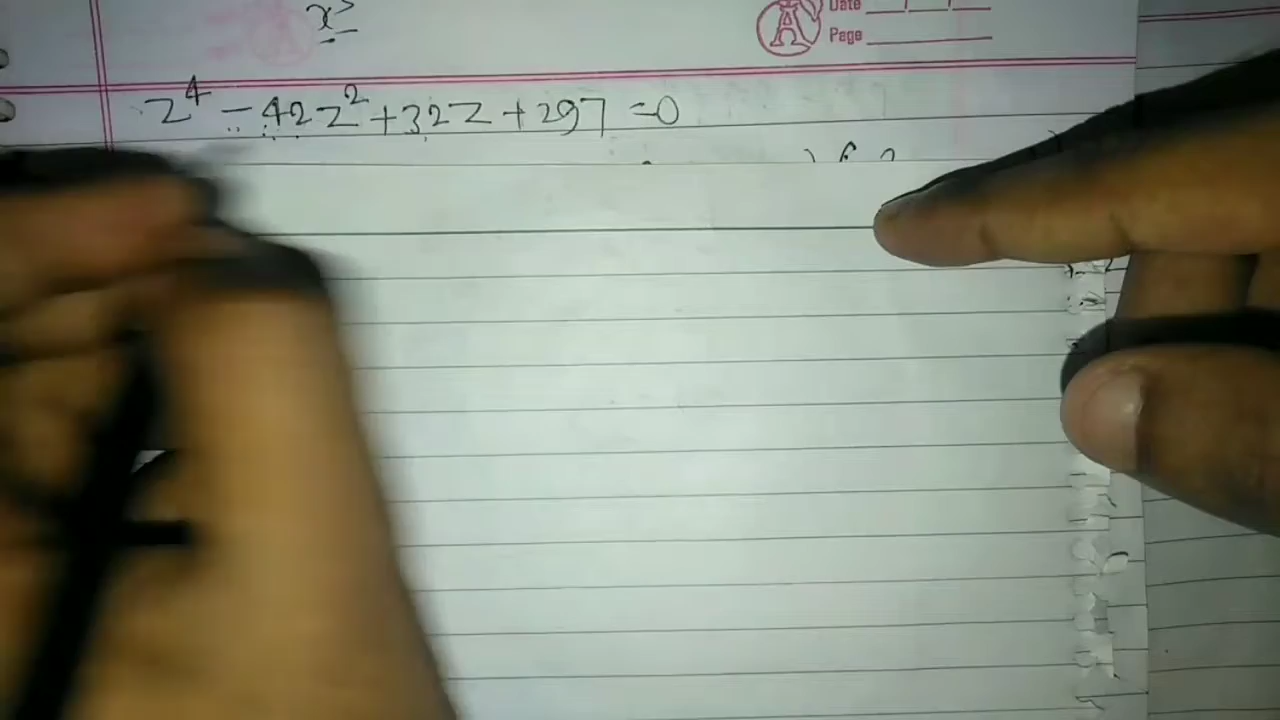 x³
Date
Page
z⁴ - 42z² + 32z + 297 = 0